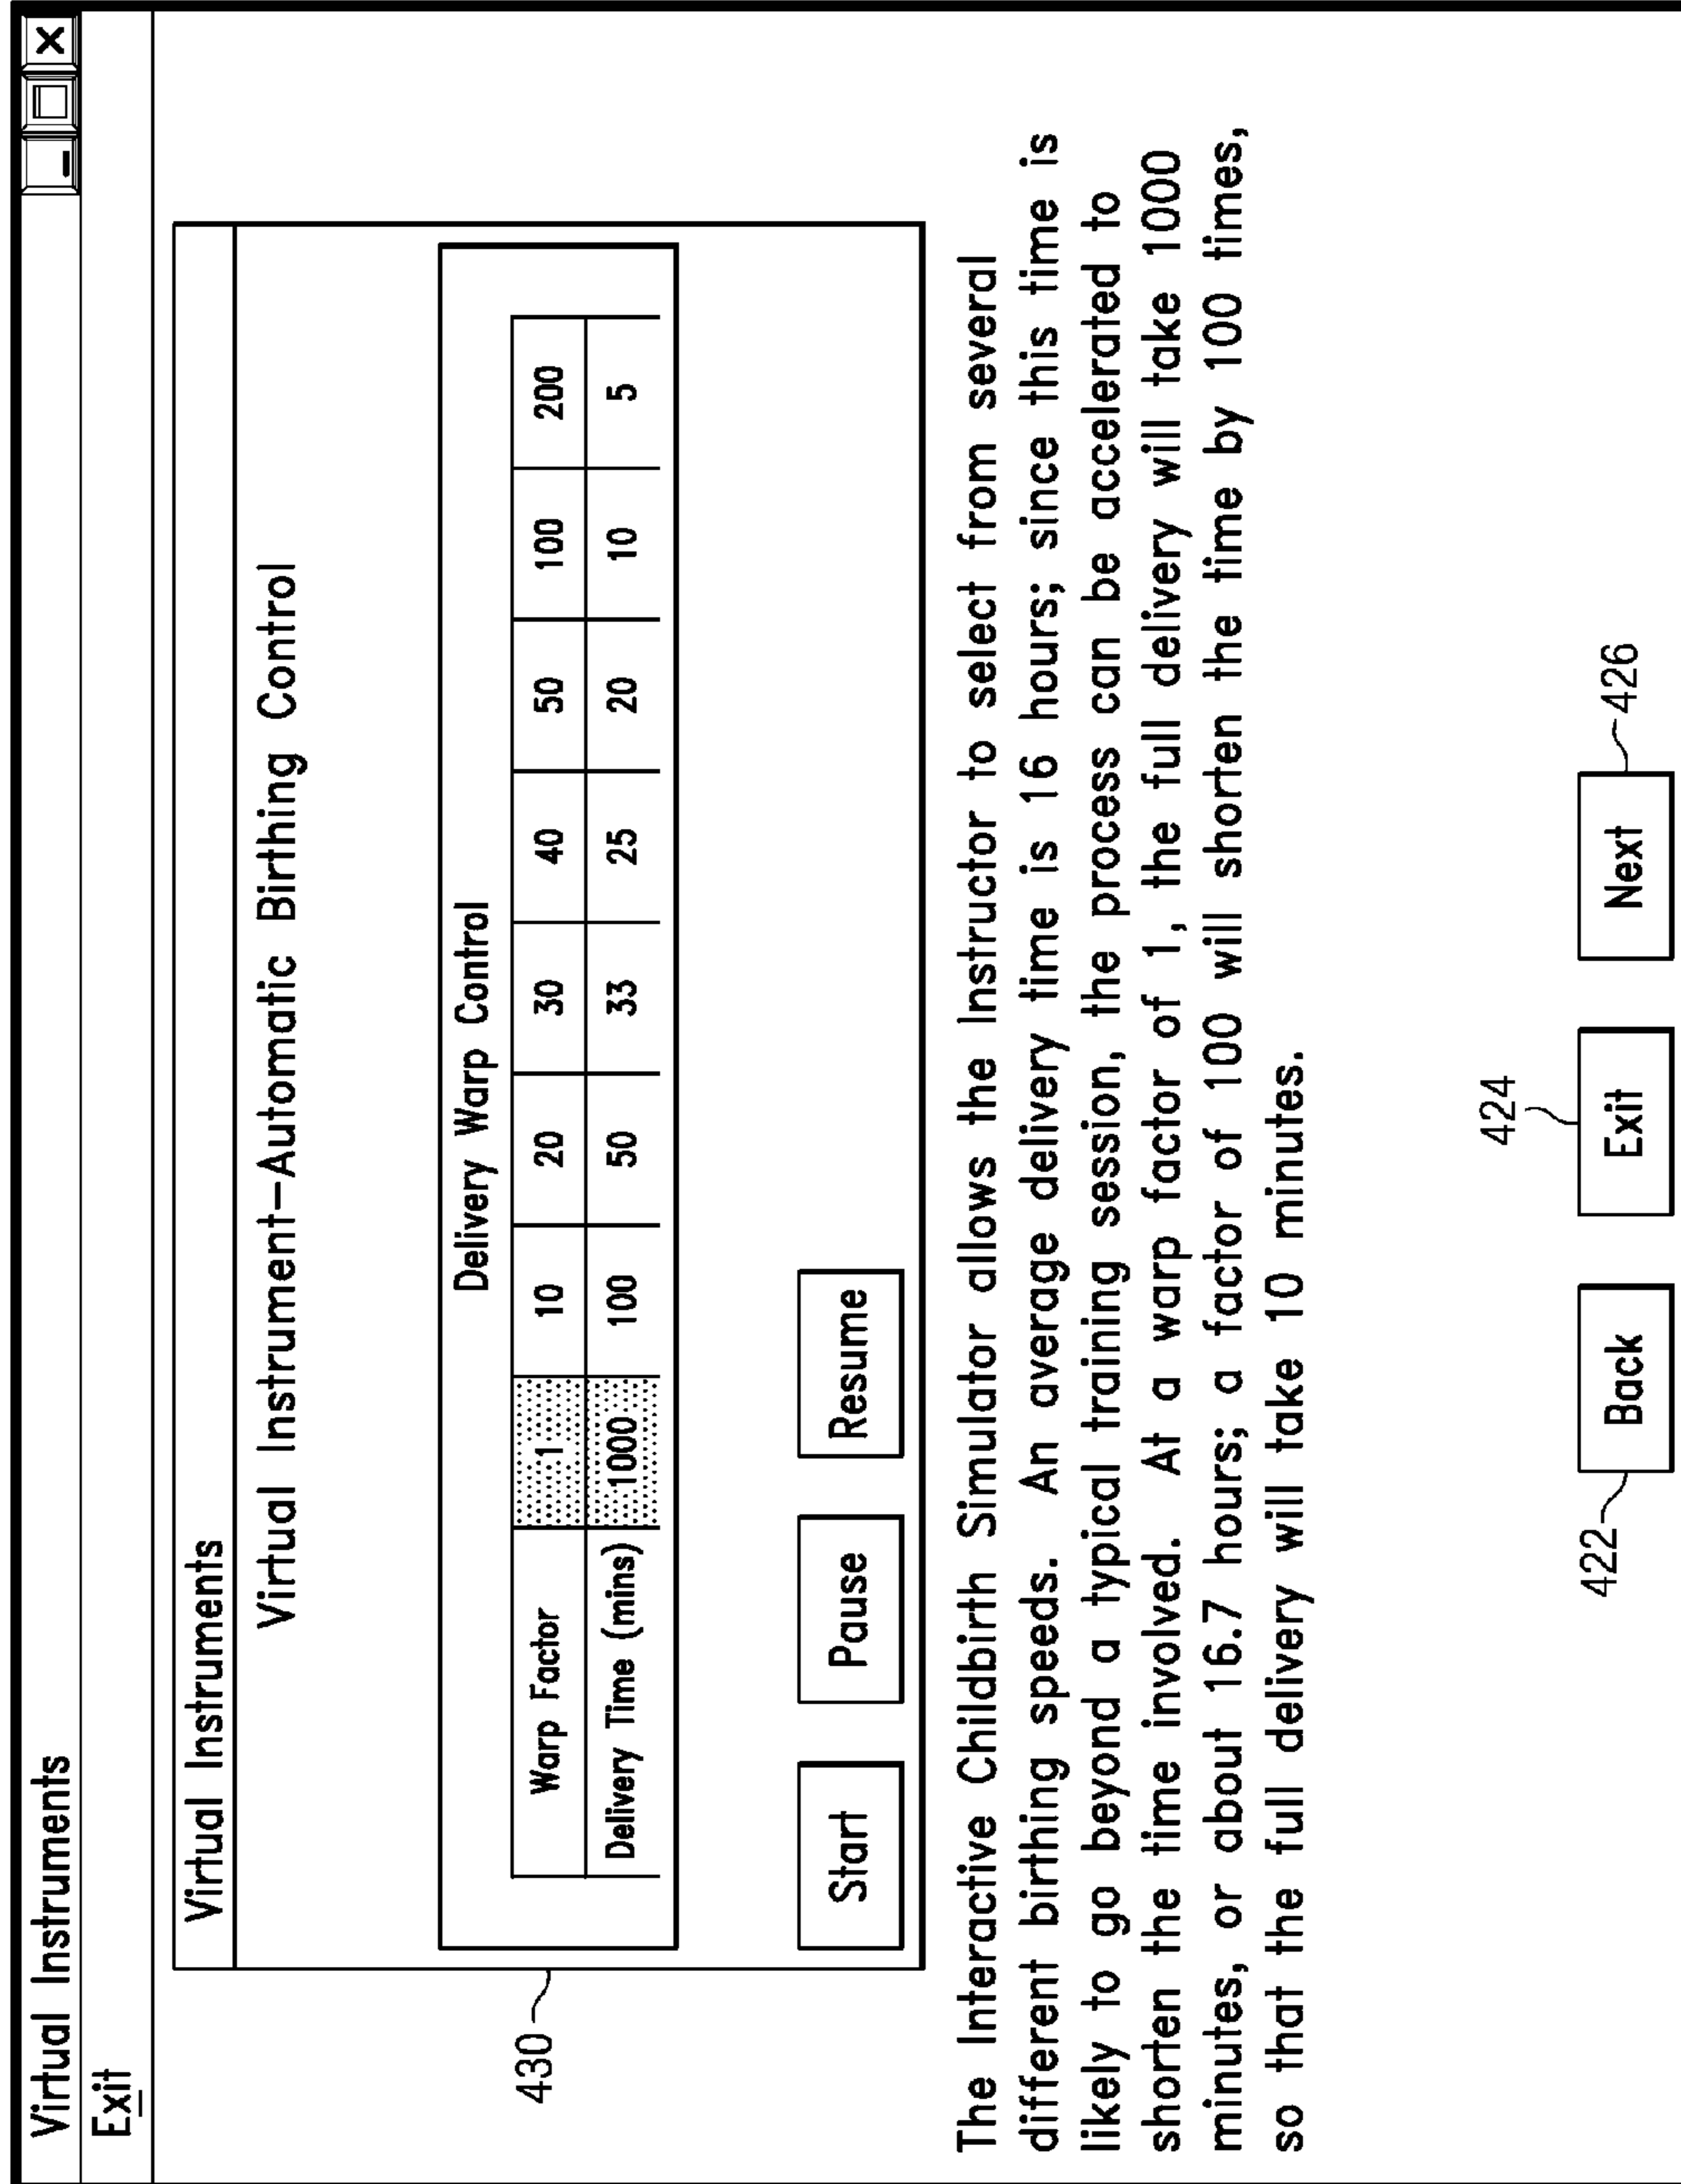 Virtual Instruments
Exit
Virtual Instruments
Virtual Instrument–Automatic Birthing Control
430
Delivery Warp Control
Warp Factor 1 10 20 30 40 50 100 200
Delivery Time (mins) 1000 100 50 33 25 20 10 5
Start Pause Resume
The Interactive Childbirth Simulator allows the Instructor to select from several
different birthing speeds. An average delivery time is 16 hours; since this time is
likely to go beyond a typical training session, the process can be accelerated to
shorten the time involved. At a warp factor of 1, the full delivery will take 1000
minutes, or about 16.7 hours; a factor of 100 will shorten the time by 100 times,
so that the full delivery will take 10 minutes.
424
422 Back Exit Next 426